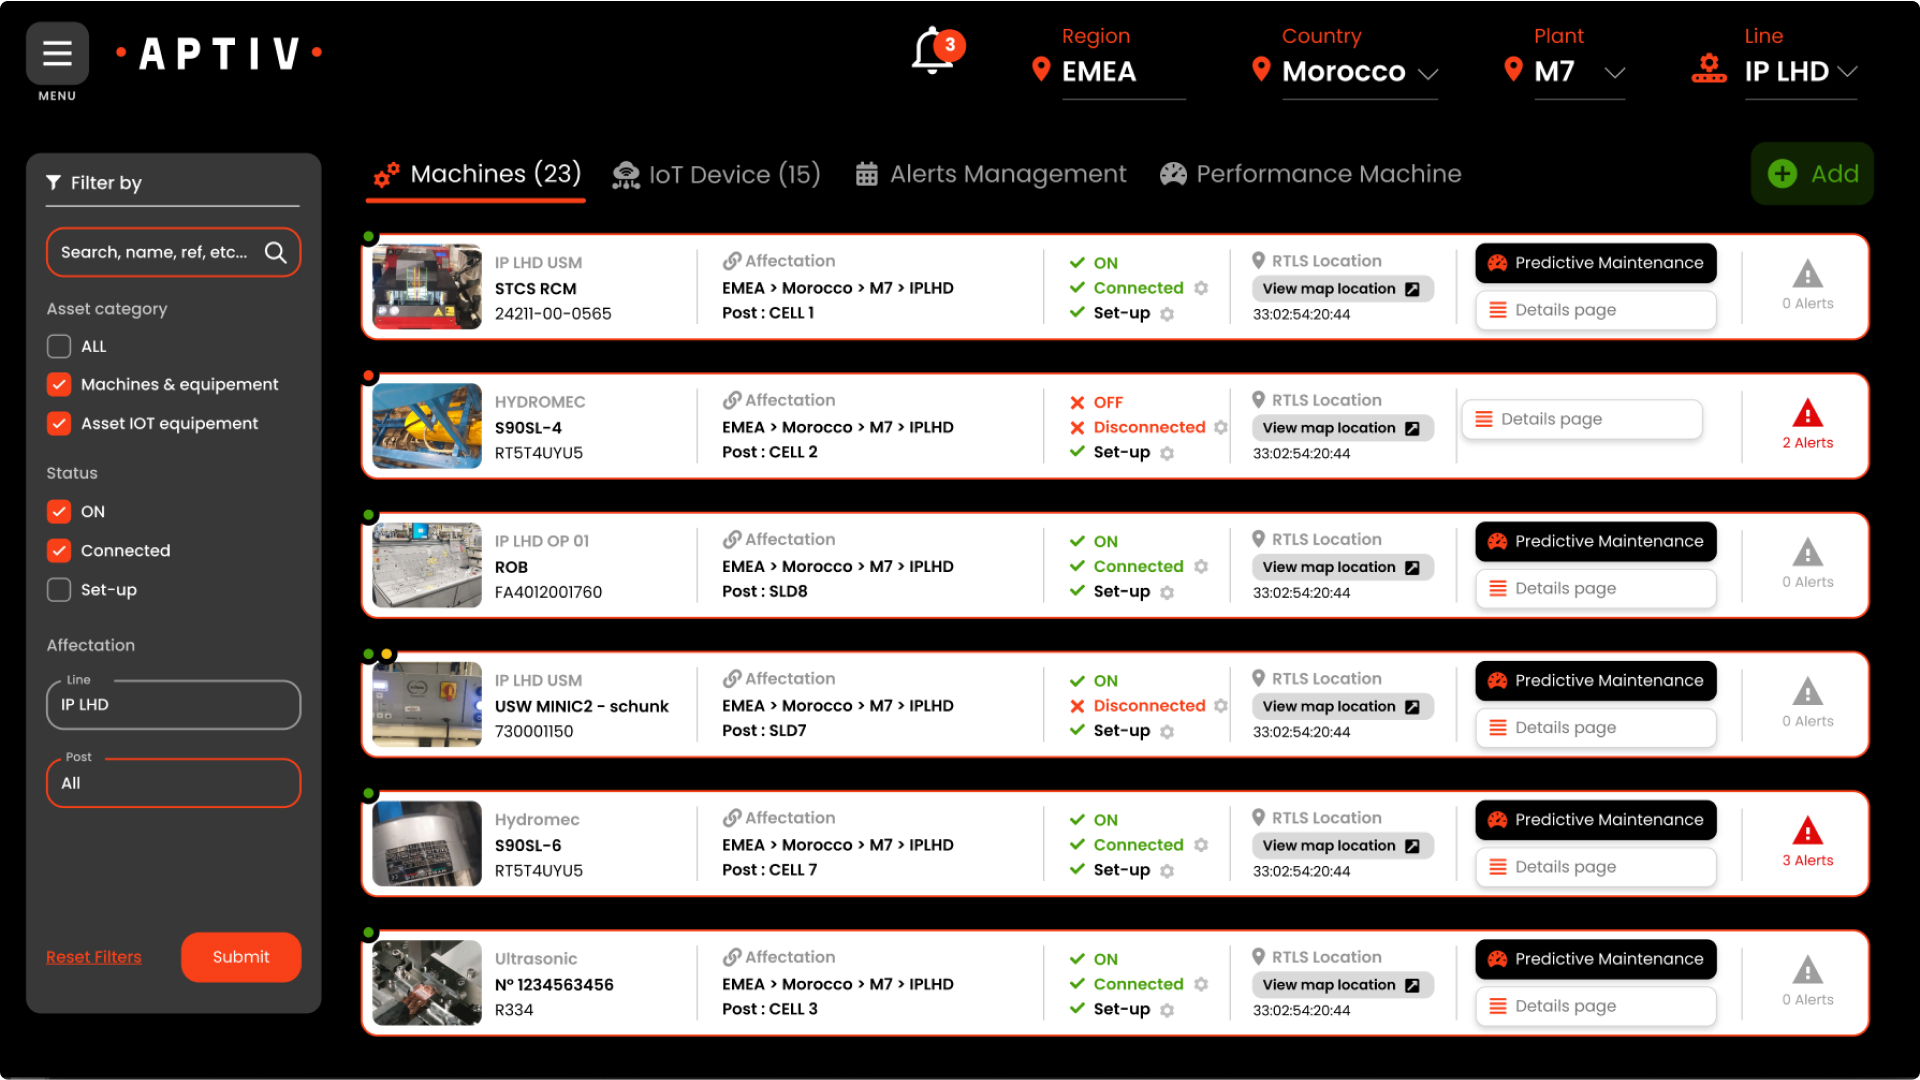 MENU
APTIV
3
Region
EMEA
Country
Morocco
Plant
M7
Line
IP LHD
Filter by
Search, name, ref, etc...
Asset category
ALL
Machines & equipement
Asset IOT equipement
Status
ON
Connected
Set-up
Affectation
Line
IP LHD
Post
All
Reset Filters
Submit
Machines (23)
IoT Device (15)
Alerts Management
Performance Machine
Add
IP LHD USM
STCS RCM
24211-00-0565
Affectation
EMEA > Morocco > M7 > IPLHD
Post : CELL 1
ON
Connected
Set-up
RTLS Location
View map location
33:02:54:20:44
Predictive Maintenance
Details page
0 Alerts
HYDROMEC
S90SL-4
RT5T4UYU5
Affectation
EMEA > Morocco > M7 > IPLHD
Post : CELL 2
OFF
Disconnected
Set-up
RTLS Location
View map location
33:02:54:20:44
Details page
2 Alerts
IP LHD OP 01
ROB
FA4012001760
Affectation
EMEA > Morocco > M7 > IPLHD
Post : SLD8
ON
Connected
Set-up
RTLS Location
View map location
33:02:54:20:44
Predictive Maintenance
Details page
0 Alerts
IP LHD USM
USW MINIC2 - schunk
730001150
Affectation
EMEA > Morocco > M7 > IPLHD
Post : SLD7
ON
Disconnected
Set-up
RTLS Location
View map location
33:02:54:20:44
Predictive Maintenance
Details page
0 Alerts
Hydromec
S90SL-6
RT5T4UYU5
Affectation
EMEA > Morocco > M7 > IPLHD
Post : CELL 7
ON
Connected
Set-up
RTLS Location
View map location
33:02:54:20:44
Predictive Maintenance
Details page
3 Alerts
Ultrasonic
N° 1234563456
R334
Affectation
EMEA > Morocco > M7 > IPLHD
Post : CELL 3
ON
Connected
Set-up
RTLS Location
View map location
33:02:54:20:44
Predictive Maintenance
Details page
0 Alerts